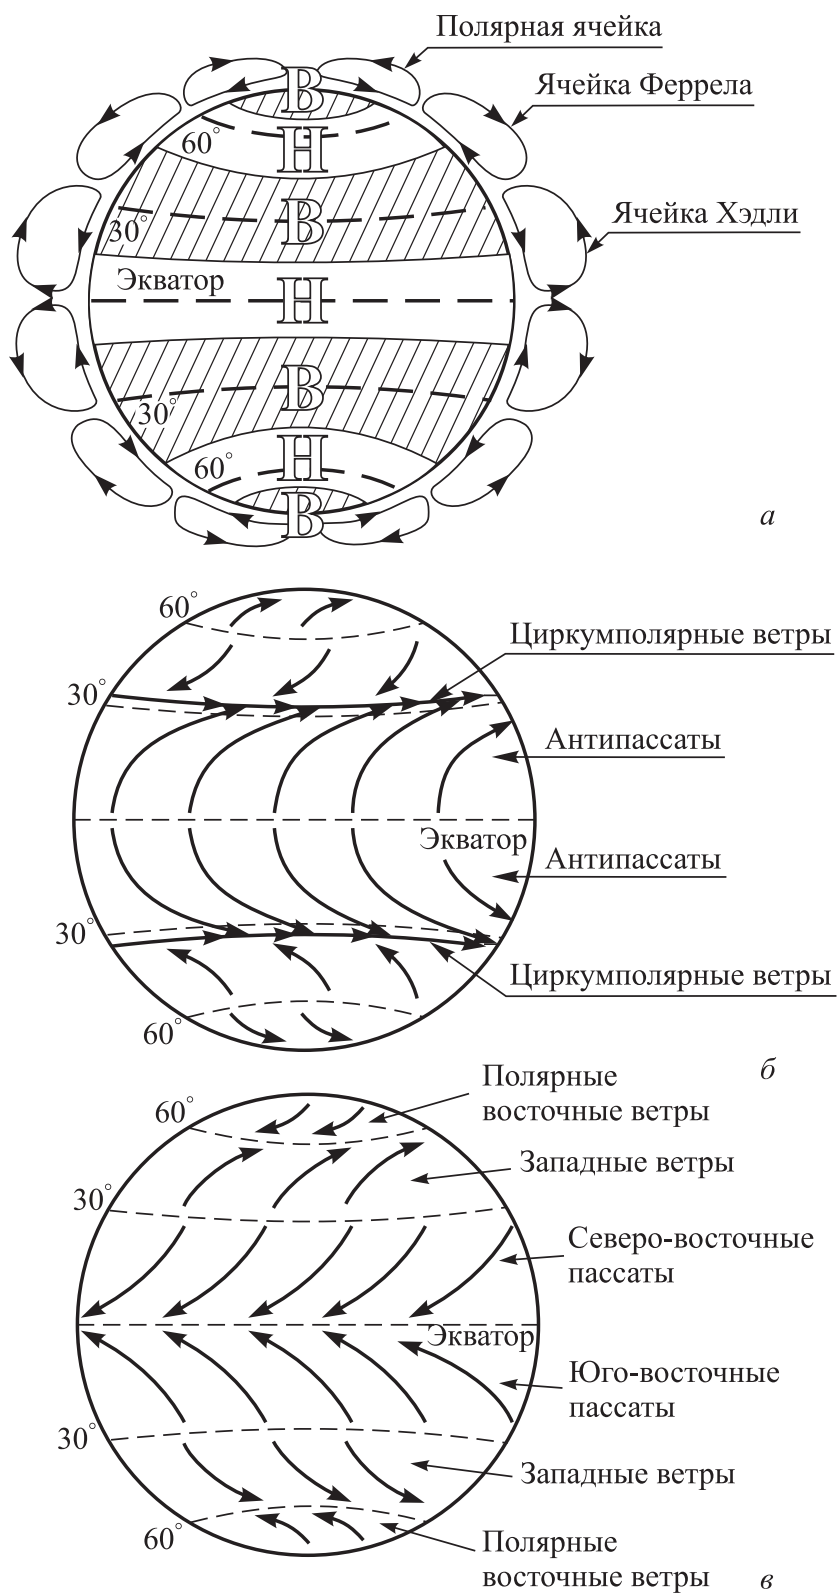 Полярная ячейка
Ячейка Феррела
Ячейка Хэдли
В
60°
Н
В
30°
Экватор
Н
В
30°
Н
60°
В
а
60°
Циркумполярные ветры
30°
Антипассаты
Экватор
Антипассаты
30°
Циркумполярные ветры
60°
б
Полярные
восточные ветры
60°
Западные ветры
30°
Северо-восточные
пассаты
Экватор
Юго-восточные
пассаты
30°
Западные ветры
60°
Полярные
восточные ветры
в